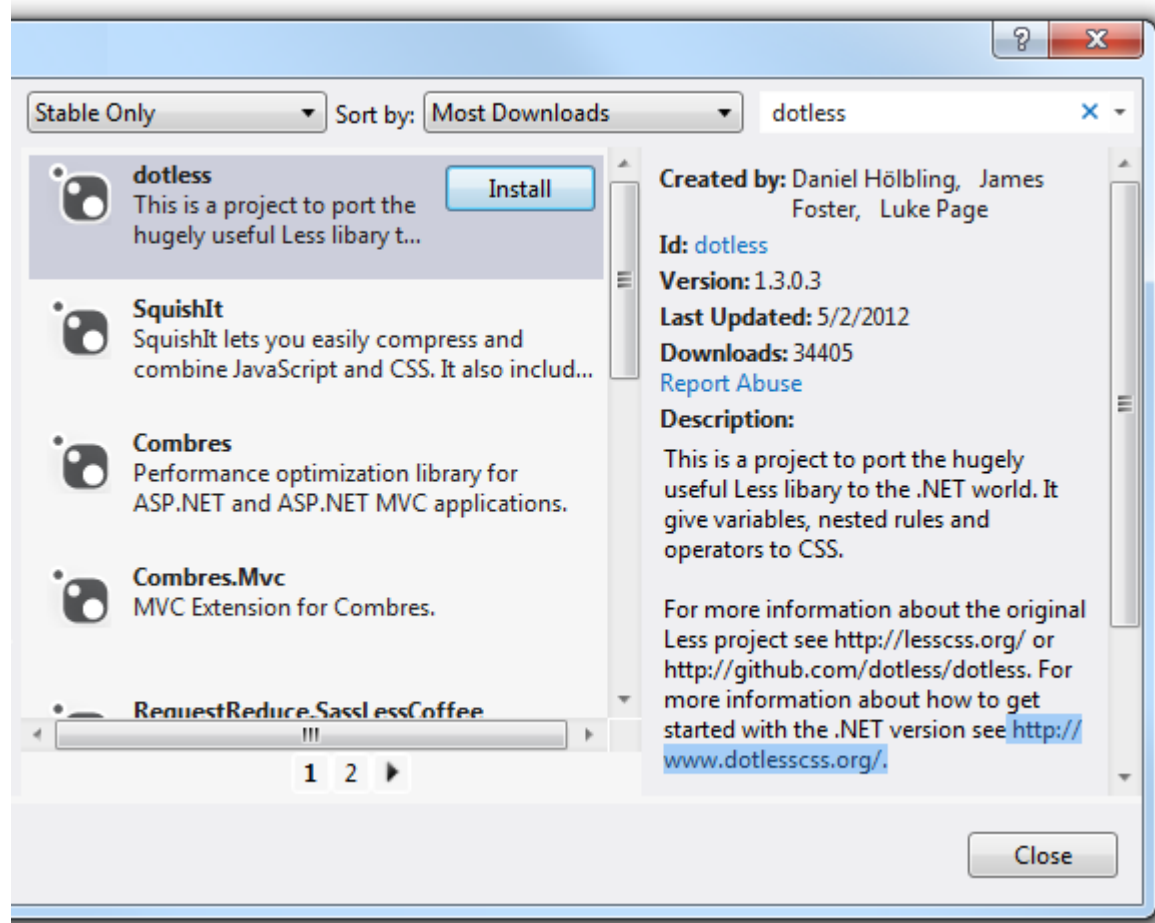 ?
x
Stable Only
Sort by:
Most Downloads
dotless
dotless
Install
This is a project to port the
hugely useful Less libary t...
SquishIt
SquishIt lets you easily compress and
combine JavaScript and CSS. It also includ...
Combres
Performance optimization library for
ASP.NET and ASP.NET MVC applications.
Combres.Mvc
MVC Extension for Combres.
RequestReduce.SassLessCoffee
1 2
Created by: Daniel Hölbling, James
Foster, Luke Page
Id: dotless
Version: 1.3.0.3
Last Updated: 5/2/2012
Downloads: 34405
Report Abuse
Description:
This is a project to port the hugely
useful Less libary to the .NET world. It
give variables, nested rules and
operators to CSS.
For more information about the original
Less project see http://lesscss.org/ or
http://github.com/dotless/dotless. For
more information about how to get
started with the .NET version see http://
www.dotlesscss.org/.
Close